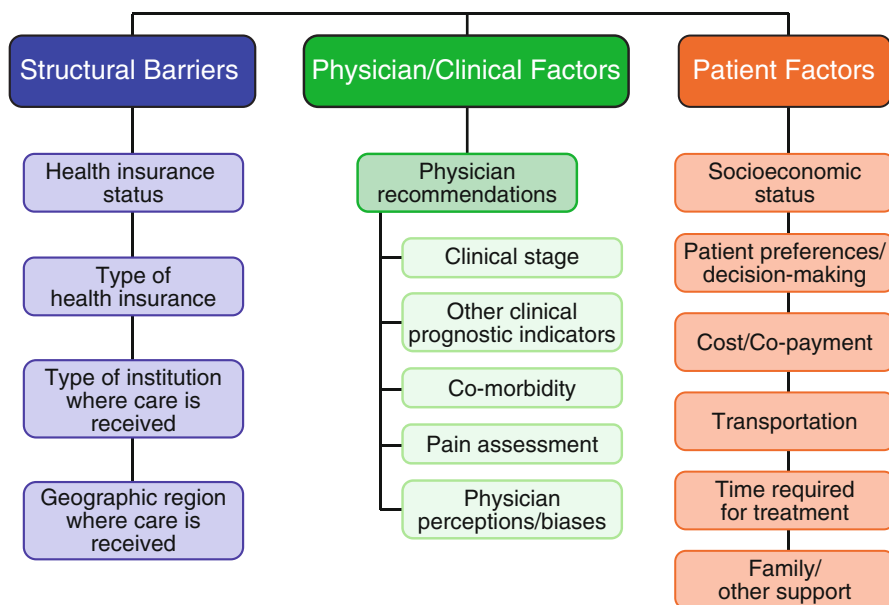 Structural Barriers
Health insurance
status
Type of
health insurance
Type of institution
where care is
received
Geographic region
where care is
received
Physician/Clinical Factors
Physician
recommendations
Clinical stage
Other clinical
prognostic indicators
Co-morbidity
Pain assessment
Physician
perceptions/biases
Patient Factors
Socioeconomic
status
Patient preferences/
decision-making
Cost/Co-payment
Transportation
Time required
for treatment
Family/
other support